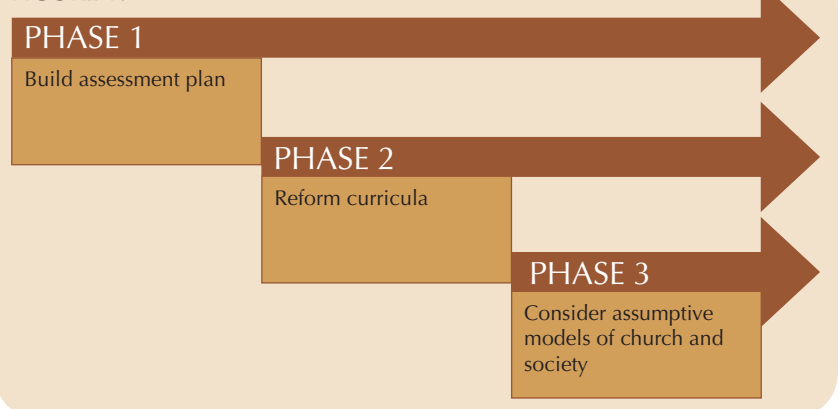 PHASE 1
Build assessment plan
PHASE 2
Reform curricula
PHASE 3
Consider assumptive
models of church and
society